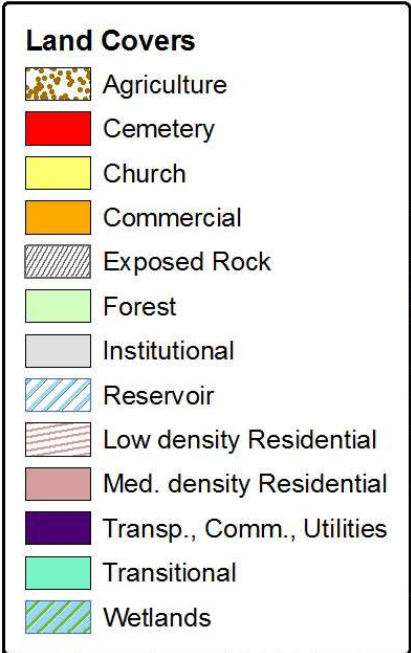 Land Covers
Agriculture
Cemetery
Church
Commercial
Exposed Rock
Forest
Institutional
Reservoir
Low density Residential
Med. density Residential
Transp., Comm., Utilities
Transitional
Wetlands